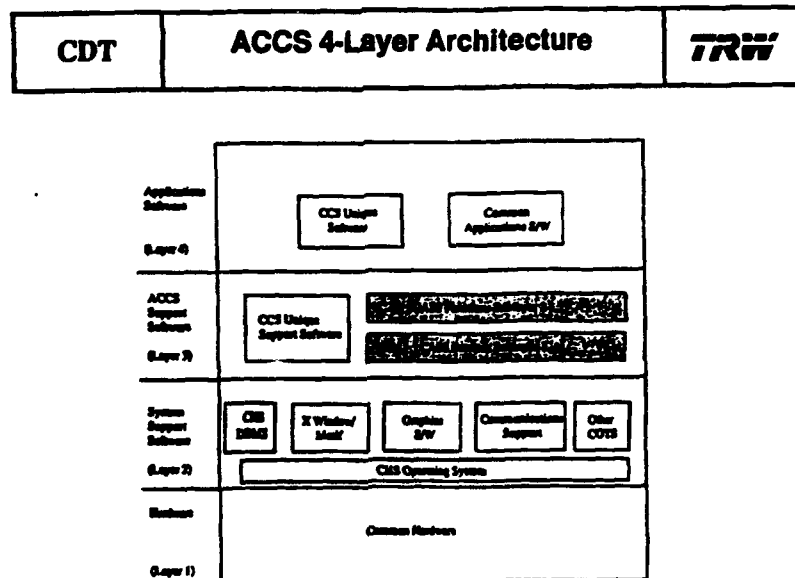 CDT
ACCS 4-Layer Architecture
TRW
Applications
Software
(Layer 4)
CCS Unique
Software
Common
Applications S/W
ACCS
Support
Software
(Layer 3)
CCS Unique
Support Software
System
Support
Software
(Layer 2)
DBMS
X Window/
Motif
Graphics
S/W
Communications
Support
Other
COTS
CHS Operating System
Hardware
(Layer 1)
Common Hardware